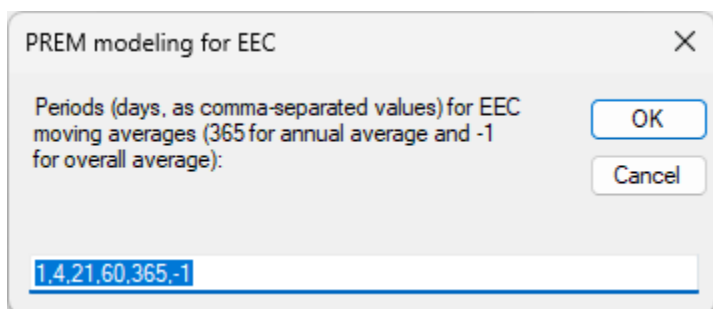 PREM modeling for EEC
Periods (days, as comma-separated values) for EEC
moving averages (365 for annual average and -1
for overall average):
OK
Cancel
1,4,21,60,365,-1